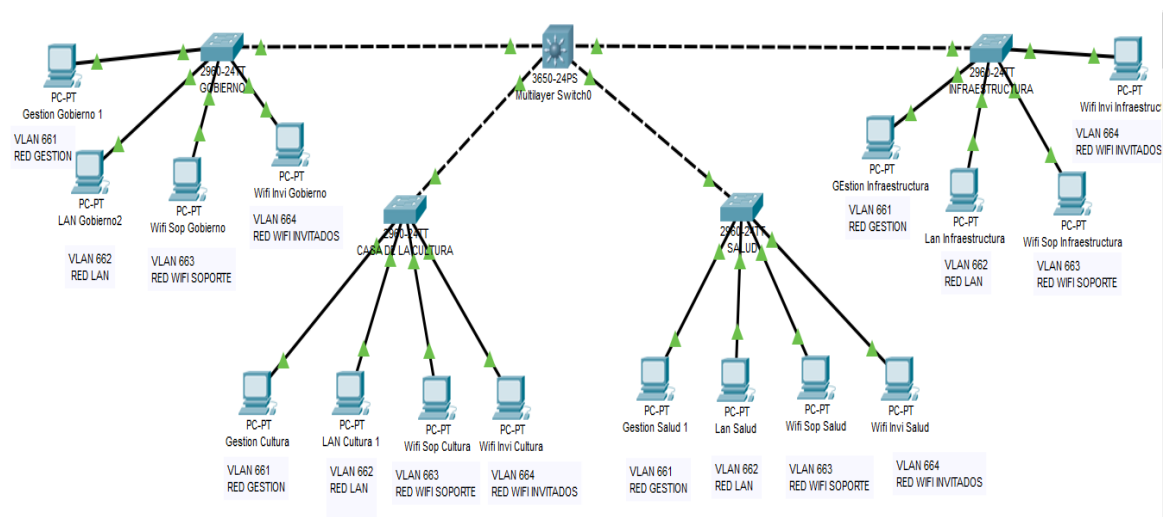 2960-24TT
GOBIERNO
3650-24PS
Multilayer Switch0
2960-24TT
INFRAESTRUCTURA
PC-PT
Gestion Gobierno 1
VLAN 661
RED GESTION
PC-PT
LAN Gobierno2
VLAN 662
RED LAN
PC-PT
Wifi Sop Gobierno
VLAN 663
RED WIFI SOPORTE
PC-PT
Wifi Invi Gobierno
VLAN 664
RED WIFI INVITADOS
PC-PT
Wifi Invi Infraestruct
VLAN 664
RED WIFI INVITADOS
PC-PT
GEstion Infraestructura
VLAN 661
RED GESTION
PC-PT
Lan Infraestructura
VLAN 662
RED LAN
PC-PT
Wifi Sop Infraestructura
VLAN 663
RED WIFI SOPORTE
2960-24TT
CASA DE LA CULTURA
2960-24TT
SALUD
PC-PT
Gestion Cultura
VLAN 661
RED GESTION
PC-PT
LAN Cultura 1
VLAN 662
RED LAN
PC-PT
Wifi Sop Cultura
VLAN 663
RED WIFI SOPORTE
PC-PT
Wifi Invi Cultura
VLAN 664
RED WIFI INVITADOS
PC-PT
Gestion Salud 1
VLAN 661
RED GESTION
PC-PT
Lan Salud
VLAN 662
RED LAN
PC-PT
Wifi Sop Salud
VLAN 663
RED WIFI SOPORTE
PC-PT
Wifi Invi Salud
VLAN 664
RED WIFI INVITADOS